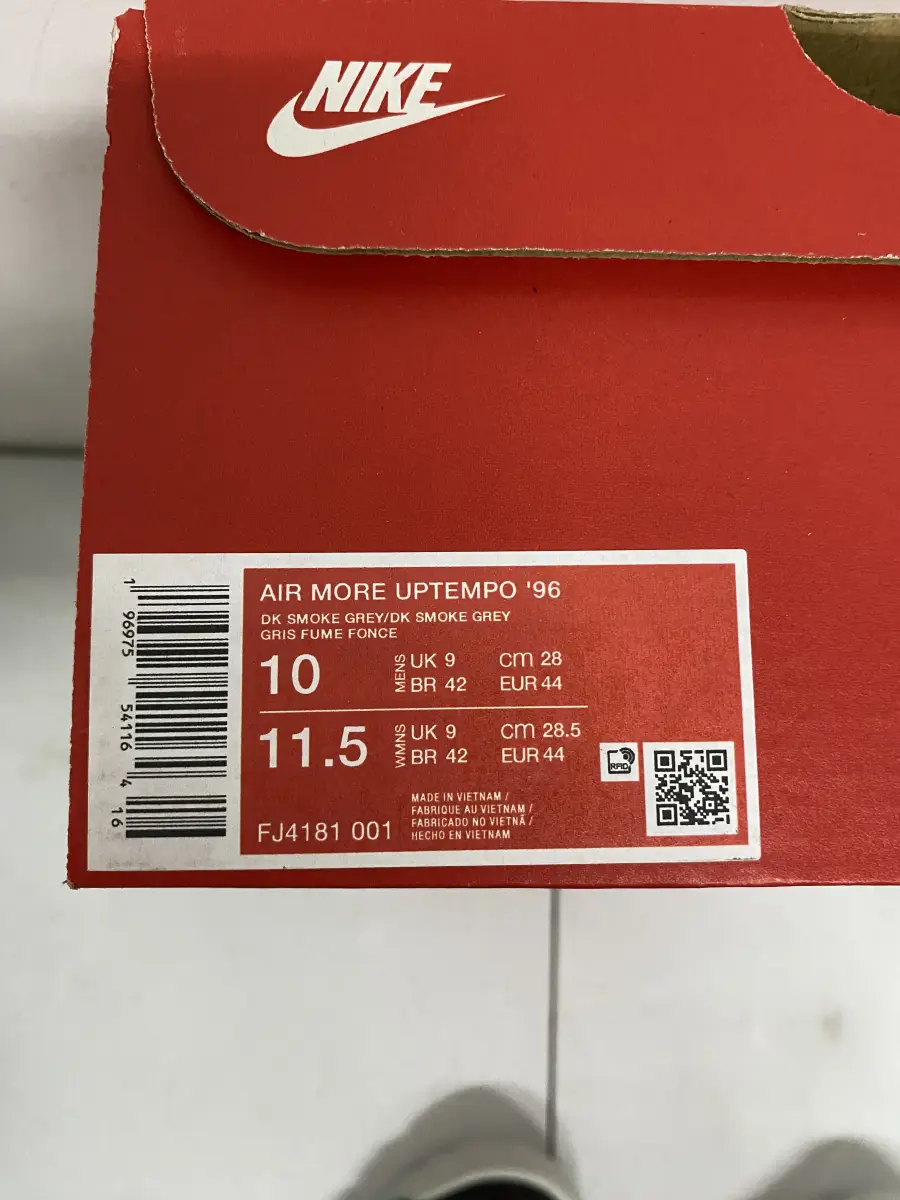 NIKE
AIR MORE UPTEMPO '96
DK SMOKE GREY/DK SMOKE GREY
GRIS FUME FONCE
10 MENS UK 9 cm 28
BR 42 EUR 44
11.5 WMNS UK 9 cm 28.5
BR 42 EUR 44
RFID
FJ4181 001
MADE IN VIETNAM /
FABRIQUE AU VIETNAM /
FABRICADO NO VIETNÃ /
HECHO EN VIETNAM
1 96975 54116 4 16